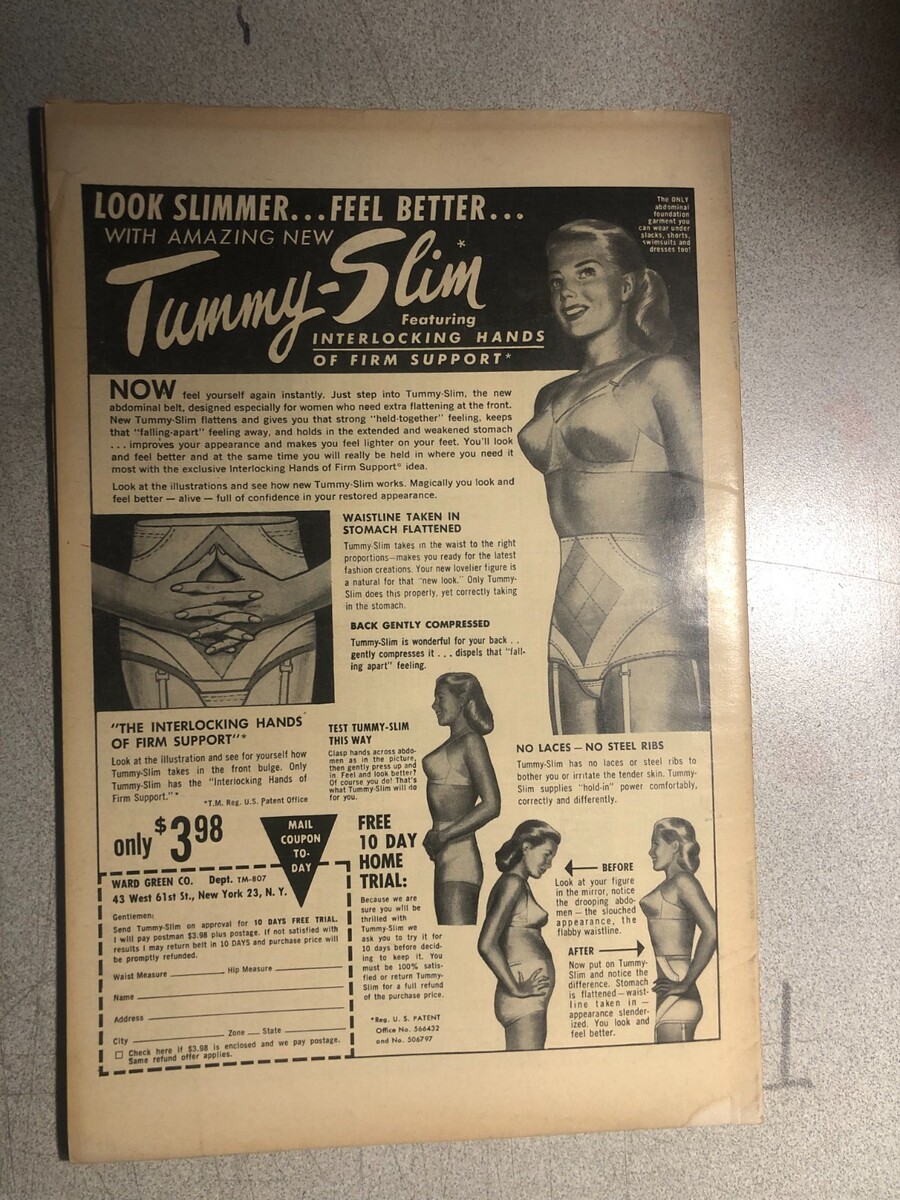 LOOK SLIMMER...FEEL BETTER...
WITH AMAZING NEW
Tummy-Slim*
Featuring
INTERLOCKING HANDS
OF FIRM SUPPORT*
The ONLY
abdominal
foundation
garment you
can wear under
slacks, shorts,
swimsuits and
dresses too!
NOW feel yourself again instantly. Just step into Tummy-Slim, the new
abdominal belt, designed especially for women who need extra flattening at the front.
New Tummy-Slim flattens and gives you that strong "held-together" feeling, keeps
that "falling-apart" feeling away, and holds in the extended and weakened stomach
... improves your appearance and makes you feel lighter on your feet. You'll look
and feel better and at the same time you will really be held in where you need it
most with the exclusive Interlocking Hands of Firm Support* idea.
Look at the illustrations and see how new Tummy-Slim works. Magically you look and
feel better — alive — full of confidence in your restored appearance.
WAISTLINE TAKEN IN
STOMACH FLATTENED
Tummy-Slim takes in the waist to the right
proportions—makes you ready for the latest
fashion creations. Your new lovelier figure is
a natural for that "new look." Only Tummy-
Slim does this properly, yet correctly taking
in the stomach.
BACK GENTLY COMPRESSED
Tummy-Slim is wonderful for your back . .
gently compresses it . . . dispels that "fall-
ing apart" feeling.
"THE INTERLOCKING HANDS
OF FIRM SUPPORT"*
Look at the illustration and see for yourself how
Tummy-Slim takes in the front bulge. Only
Tummy-Slim has the "Interlocking Hands of
Firm Support."*
*T.M. Reg. U.S. Patent Office
TEST TUMMY-SLIM
THIS WAY
Clasp hands across abdo-
men as in the picture,
then gently press up and
in. Feel and look better?
Of course you do! That's
what Tummy-Slim will do
for you.
NO LACES — NO STEEL RIBS
Tummy-Slim has no laces or steel ribs to
bother you or irritate the tender skin. Tummy-
Slim supplies "hold-in" power comfortably,
correctly and differently.
only $3.98
MAIL
COUPON
TO-
DAY
WARD GREEN CO. Dept. TM-807
43 West 61st St., New York 23, N. Y.
Gentlemen:
Send Tummy-Slim on approval for 10 DAYS FREE TRIAL.
I will pay postman $3.98 plus postage. If not satisfied with
results I may return belt in 10 DAYS and purchase price will
be promptly refunded.
Waist Measure Hip Measure
Name
Address
City Zone State
Check here if $3.98 is enclosed and we pay postage.
Same refund offer applies.
FREE
10 DAY
HOME
TRIAL:
Because we are
sure you will be
thrilled with
Tummy-Slim we
ask you to try it for
10 days before decid-
ing to keep it. You
must be 100% satis-
fied or return Tummy-
Slim for a full refund
of the purchase price.
*Reg. U. S. PATENT
Office No. 566432
and No. 506797
BEFORE
Look at your figure
in the mirror, notice
the drooping abdo-
men — the slouched
appearance, the
flabby waistline.
AFTER
Now put on Tummy-
Slim and notice the
difference. Stomach
is flattened—waist-
line taken in —
appearance slender-
ized. You look and
feel better.